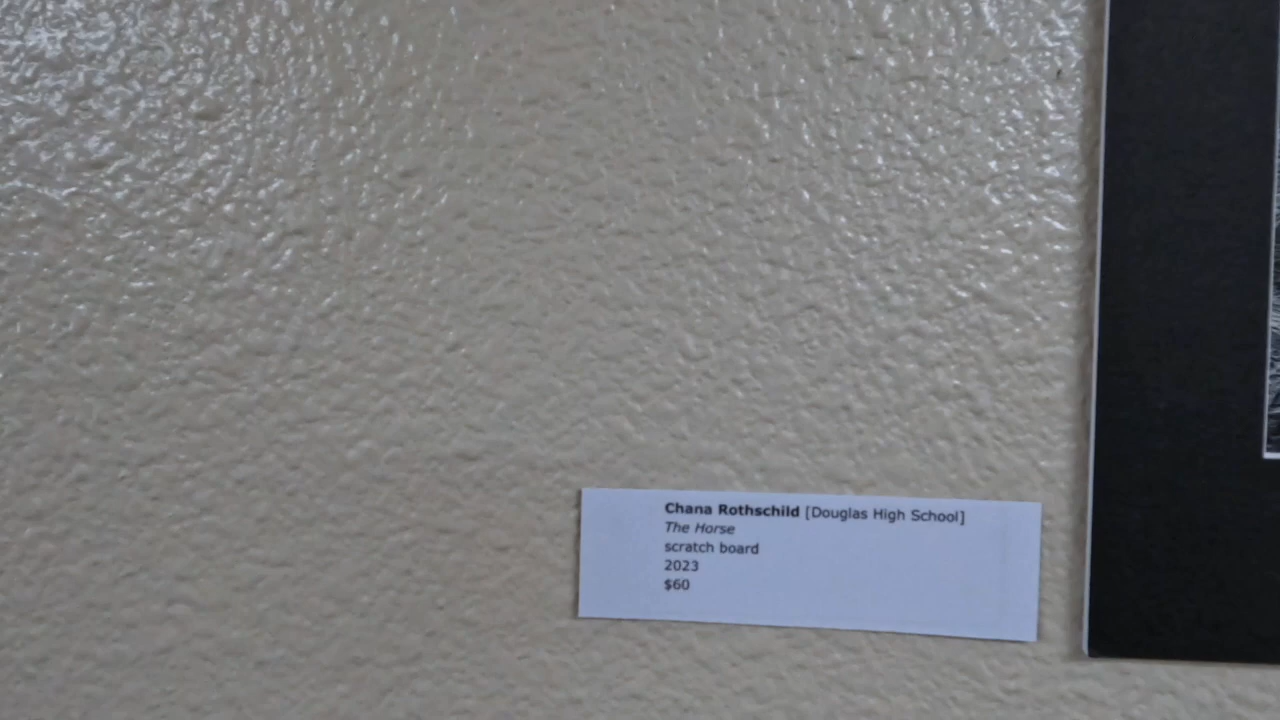 Chana Rothschild [Douglas High School]
The Horse
scratch board
2023
$60